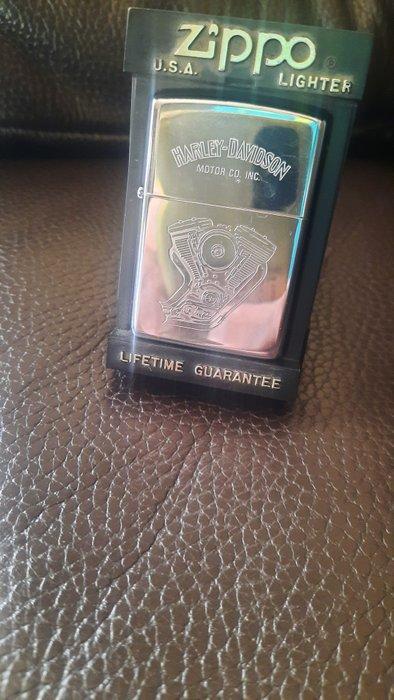 Zippo®
U.S.A.
LIGHTER
HARLEY-DAVIDSON
MOTOR CO, INC.
LIFETIME GUARANTEE